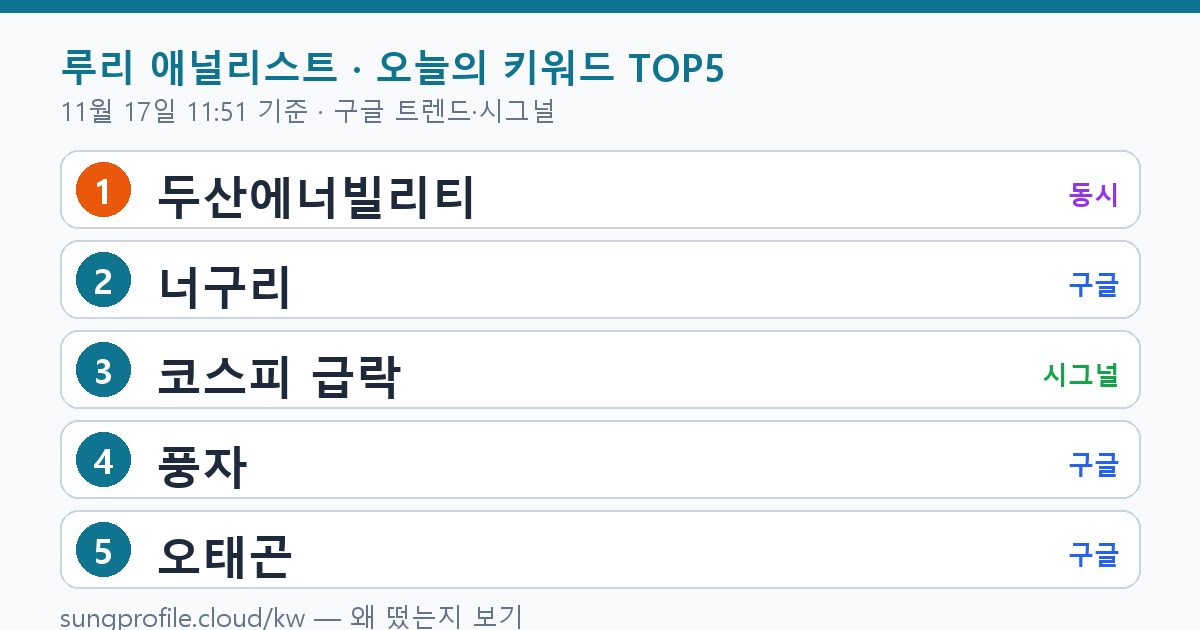 루리 애널리스트 · 오늘의 키워드 TOP5
11월 17일 11:51 기준 · 구글 트렌드·시그널
1 두산에너빌리티 동시
2 너구리 구글
3 코스피 급락 시그널
4 풍자 구글
5 오태곤 구글
sungprofile.cloud/kw — 왜 떴는지 보기